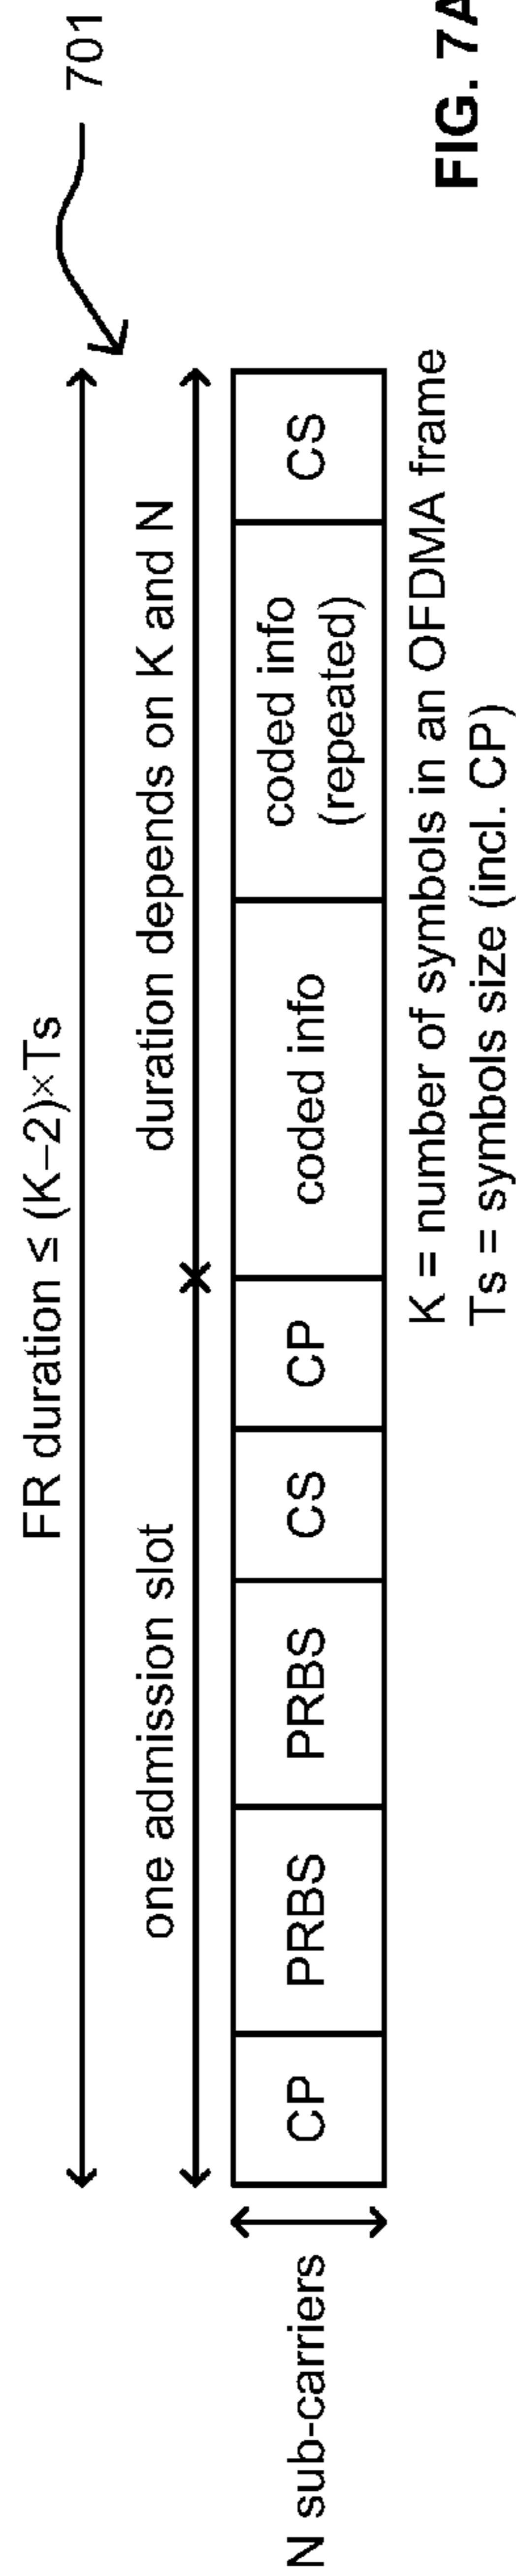 701
FR duration ≤ (K−2)×Ts
one admission slot
duration depends on K and N
N sub-carriers
CP
PRBS
PRBS
CS
CP
coded info
coded info
(repeated)
CS
K = number of symbols in an OFDMA frame
Ts = symbols size (incl. CP)
FIG. 7A